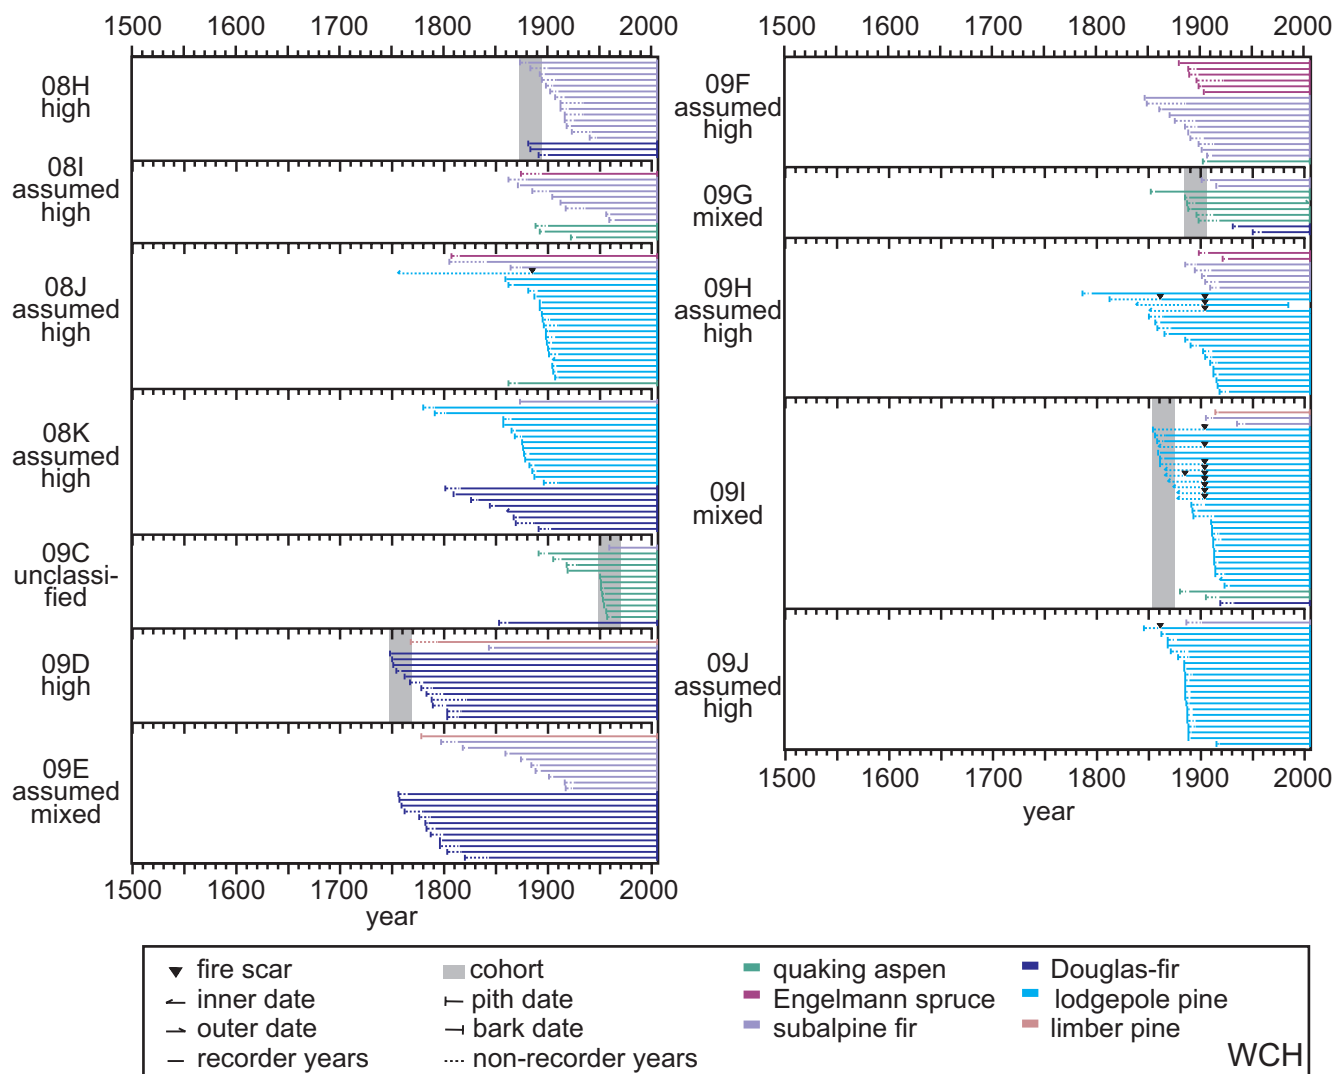 1500 1600 1700 1800 1900 2000
08H
high
08I
assumed
high
08J
assumed
high
08K
assumed
high
09C
unclassi-
fied
09D
high
09E
assumed
mixed
1500 1600 1700 1800 1900 2000
year
1500 1600 1700 1800 1900 2000
09F
assumed
high
09G
mixed
09H
assumed
high
09I
mixed
09J
assumed
high
1500 1600 1700 1800 1900 2000
year
fire scar
inner date
outer date
recorder years
cohort
pith date
bark date
non-recorder years
quaking aspen
Engelmann spruce
subalpine fir
Douglas-fir
lodgepole pine
limber pine
WCH